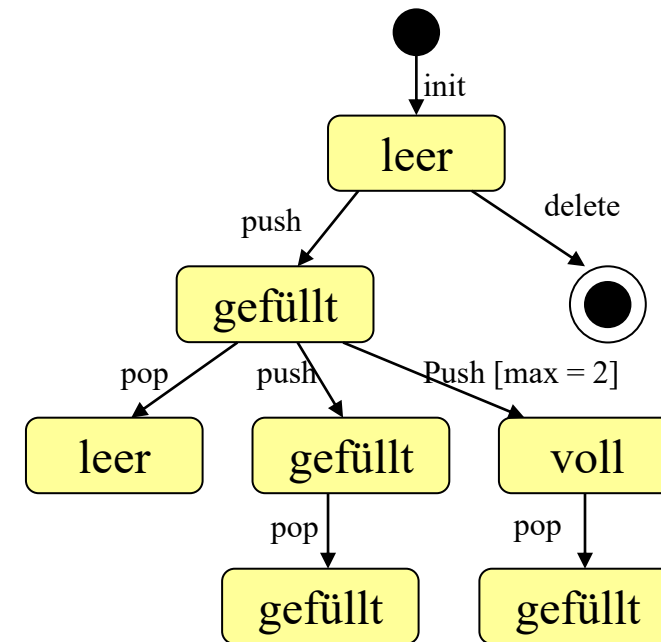 init
leer
push
delete
gefüllt
pop
push
Push [max = 2]
leer
gefüllt
voll
pop
pop
gefüllt
gefüllt